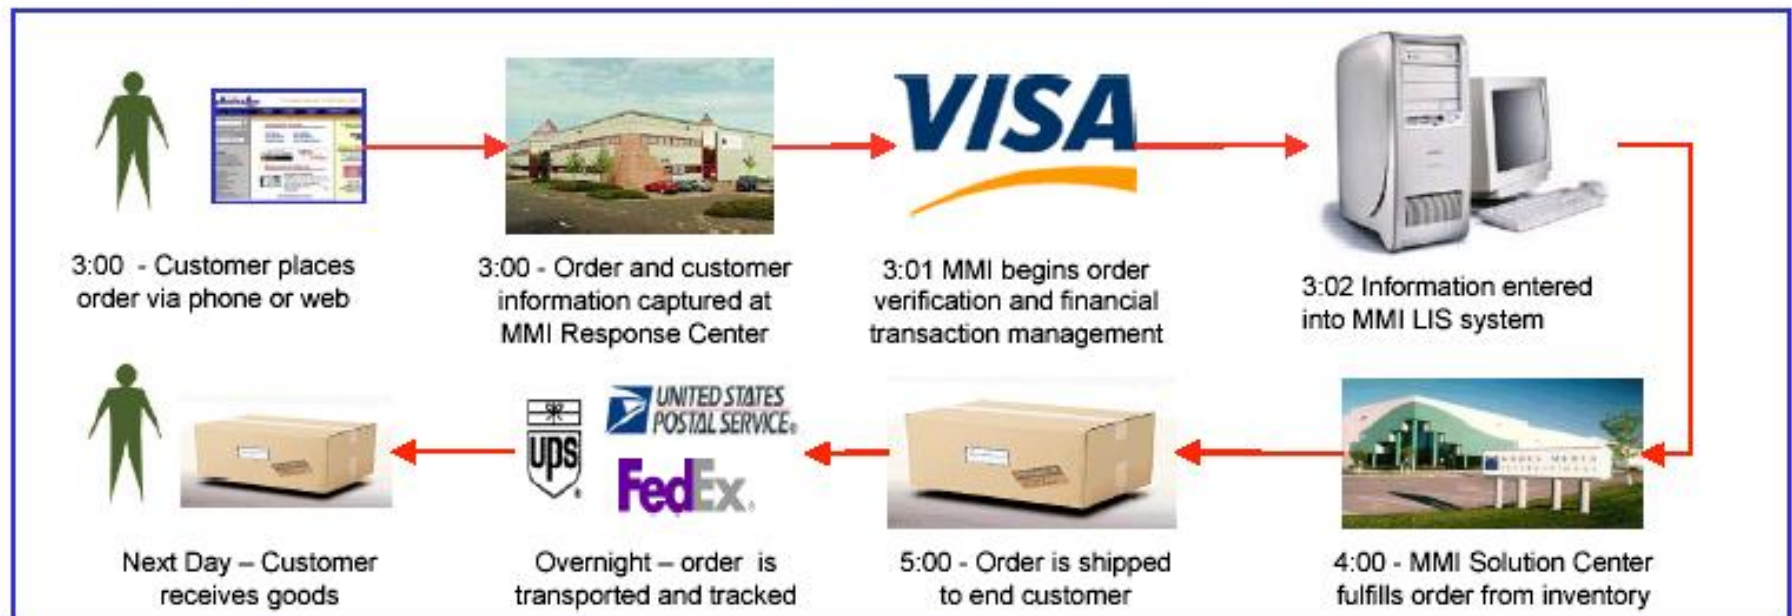 VISA
3:00 - Customer places
order via phone or web
3:00 - Order and customer
information captured at
MMI Response Center
3:01 MMI begins order
verification and financial
transaction management
3:02 Information entered
into MMI LIS system
UNITED STATES
POSTAL SERVICE®
ups
FedEx®
Next Day – Customer
receives goods
Overnight – order is
transported and tracked
5:00 - Order is shipped
to end customer
4:00 - MMI Solution Center
fulfills order from inventory